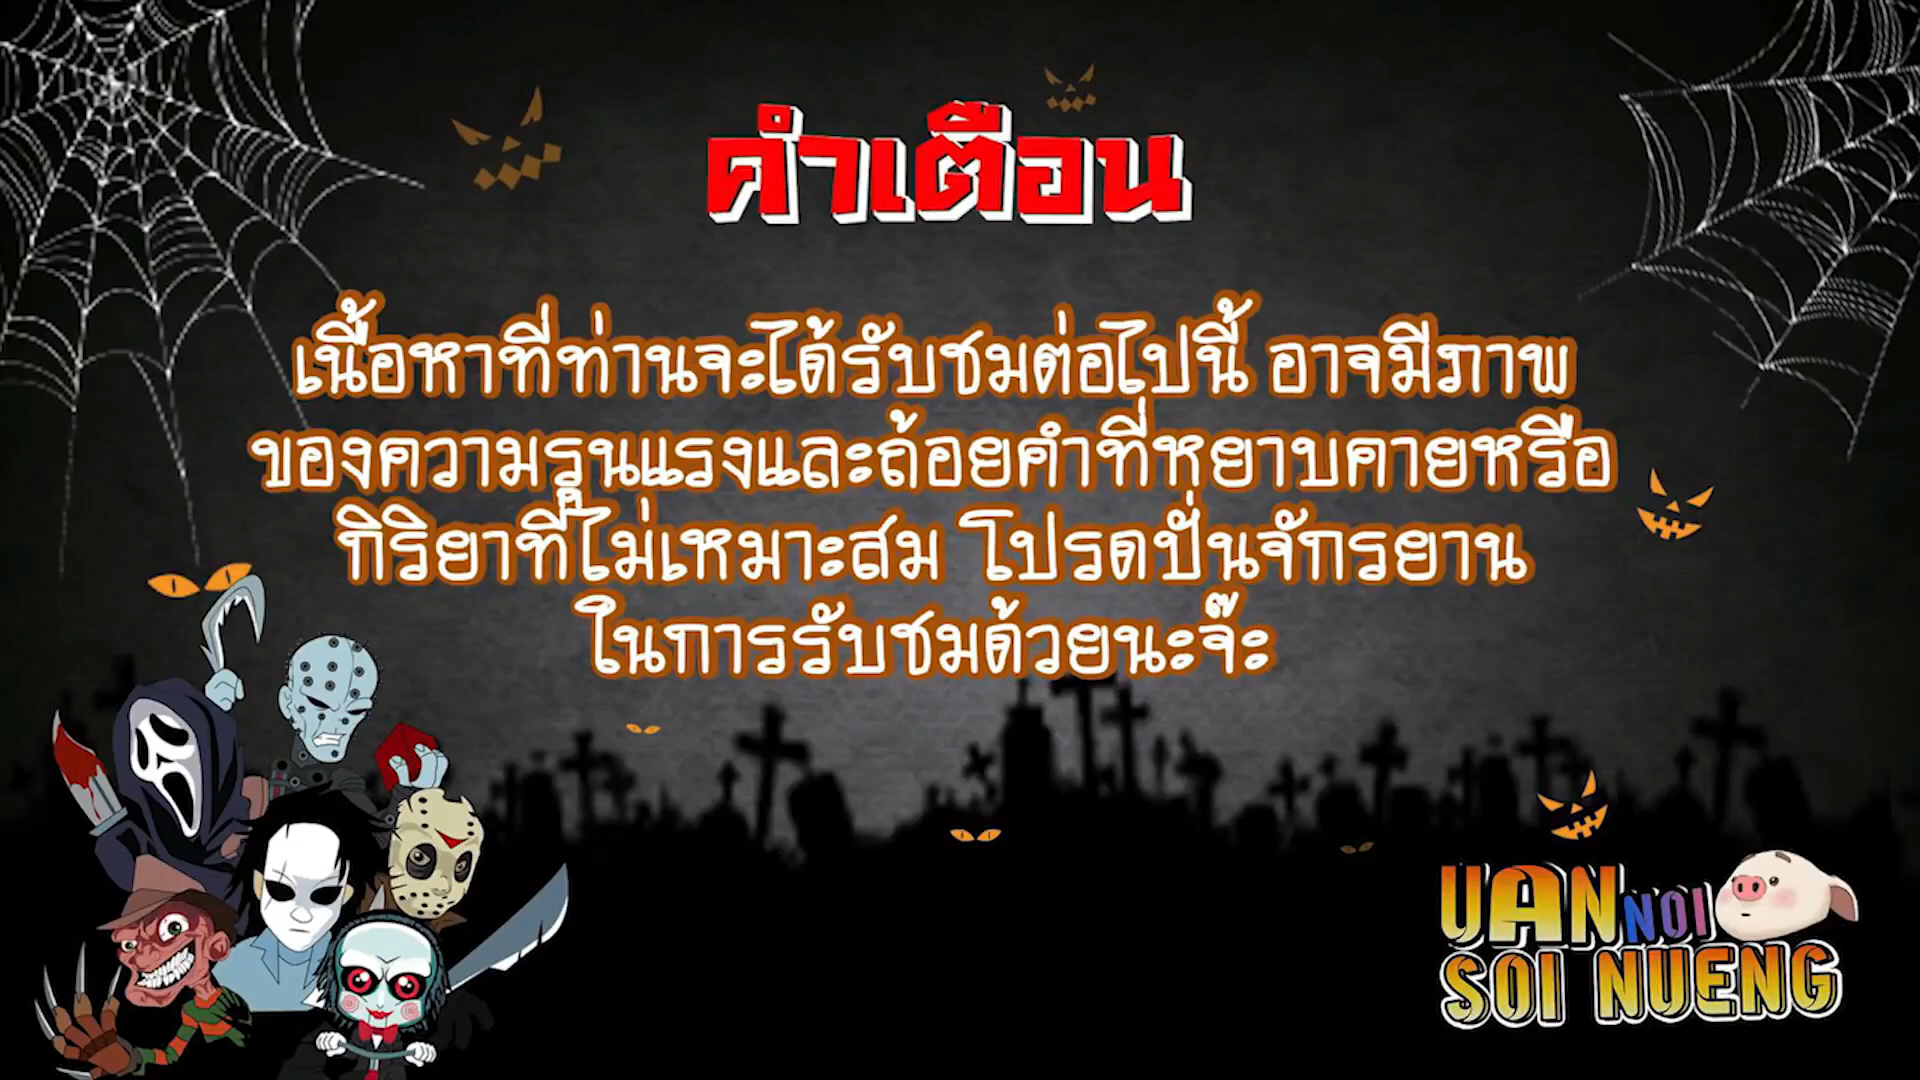 คำเตือน
เนื้อหาที่ท่านจะได้รับชมต่อไปนี้ อาจมีภาพ
ของความรุนแรงและถ้อยคำที่หยาบคายหรือ
กิริยาที่ไม่เหมาะสม โปรดปั่นจักรยาน
ในการรับชมด้วยนะจ๊ะ
UAN NOI
SOI NUENG